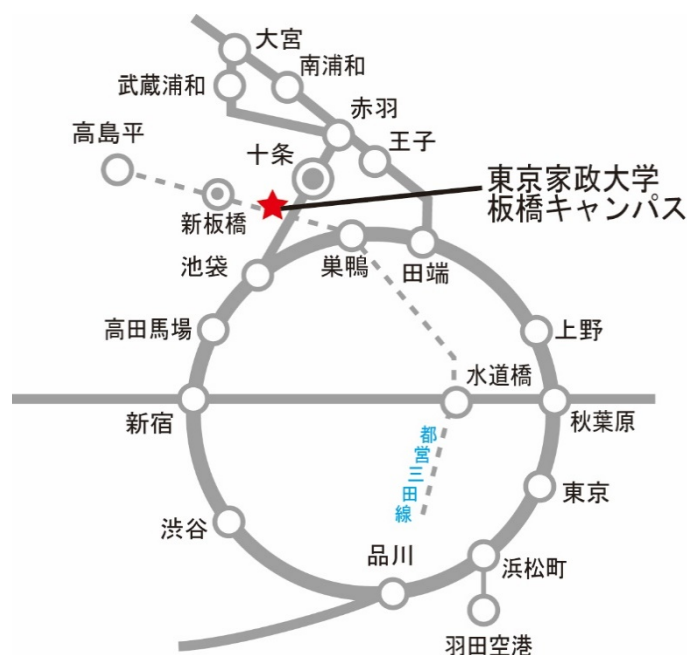 大宮
南浦和
武蔵浦和
赤羽
高島平
十条
王子
東京家政大学
板橋キャンパス
新板橋
池袋
巣鴨
田端
高田馬場
上野
水道橋
新宿
秋葉原
都営三田線
東京
渋谷
品川
浜松町
羽田空港